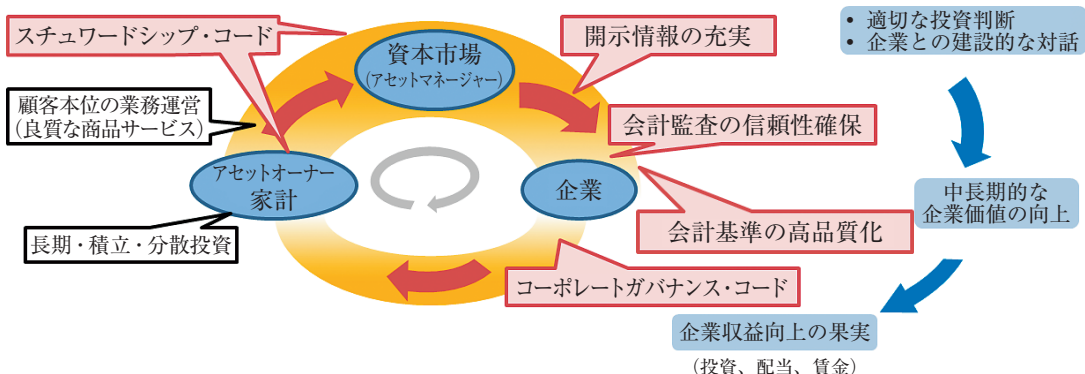 スチュワードシップ・コード
資本市場
(アセットマネージャー)
開示情報の充実
・ 適切な投資判断
・ 企業との建設的な対話
顧客本位の業務運営
(良質な商品サービス)
会計監査の信頼性確保
アセットオーナー
家計
企業
中長期的な
企業価値の向上
長期・積立・分散投資
会計基準の高品質化
コーポレートガバナンス・コード
企業収益向上の果実
(投資、配当、賃金)